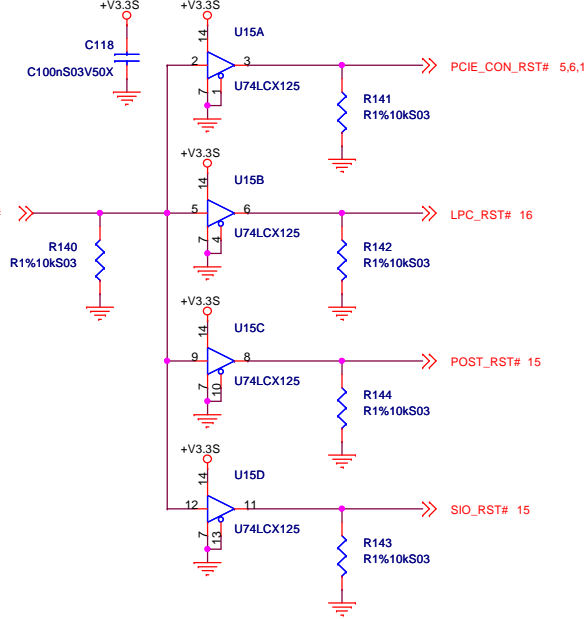 +V3.3S
+V3.3S
14
U15A
C118
C100nS03V50X
2
3
U74LCX125
7
1
PCIE_CON_RST# 5,6,1
R141
R1%10kS03
+V3.3S
14
U15B
5
6
U74LCX125
7
4
LPC_RST# 16
R140
R1%10kS03
R142
R1%10kS03
+V3.3S
14
U15C
9
8
U74LCX125
7
10
POST_RST# 15
R144
R1%10kS03
+V3.3S
14
U15D
12
11
U74LCX125
7
13
SIO_RST# 15
R143
R1%10kS03